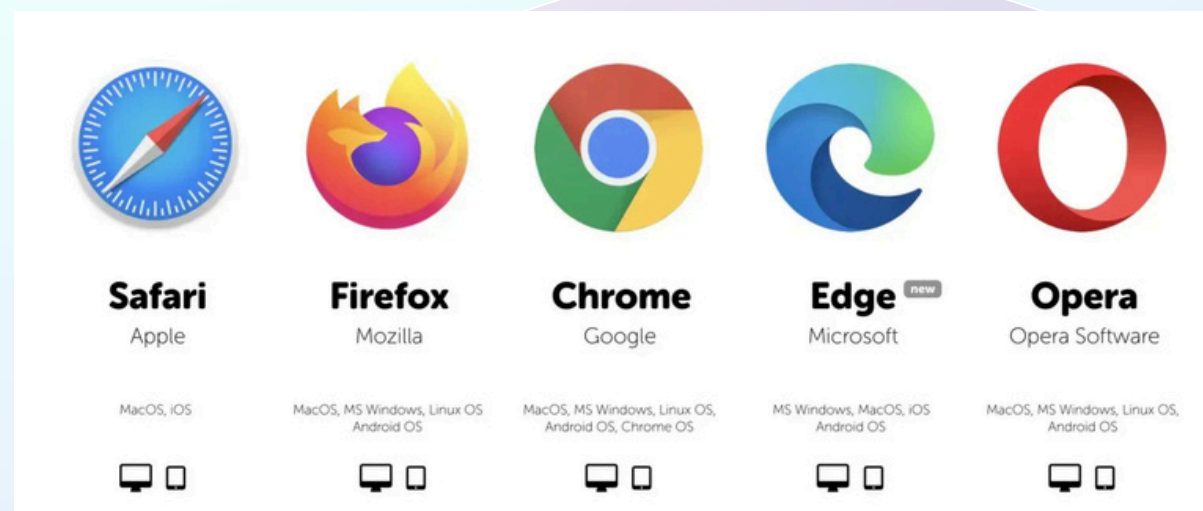 Safari
Apple
MacOS, iOS
Firefox
Mozilla
MacOS, MS Windows, Linux OS
Android OS
Chrome
Google
MacOS, MS Windows, Linux OS,
Android OS, Chrome OS
Edge new
Microsoft
MS Windows, MacOS, iOS
Android OS
Opera
Opera Software
MacOS, MS Windows, Linux OS,
Android OS